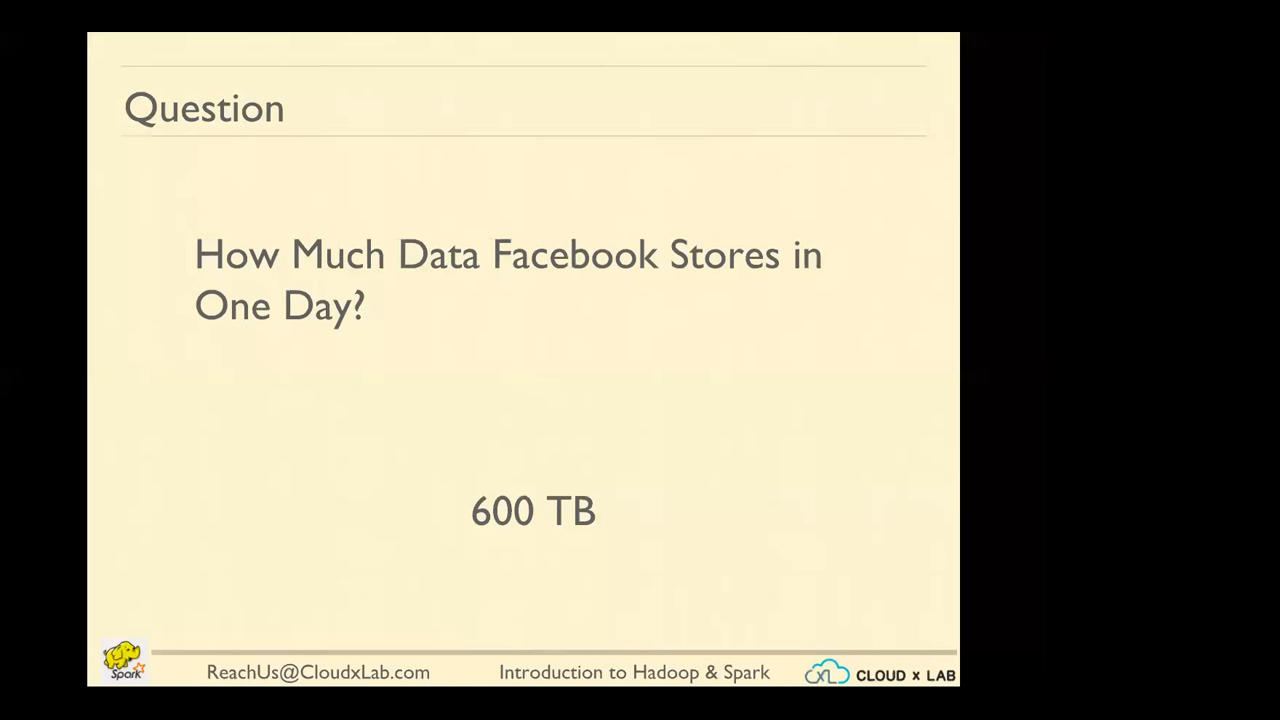 Question
How Much Data Facebook Stores in
One Day?
600 TB
Spark
ReachUs@CloudxLab.com
Introduction to Hadoop & Spark
XL
CLOUD x LAB